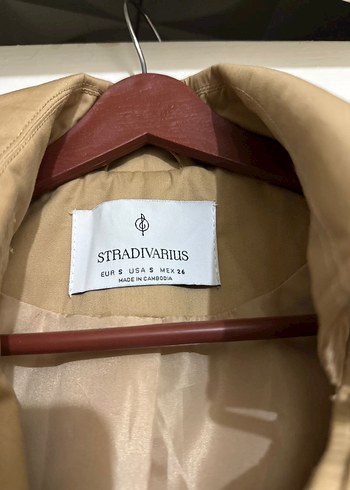 STRADIVARIUS
EUR S USA S MEX 26
MADE IN CAMBODIA